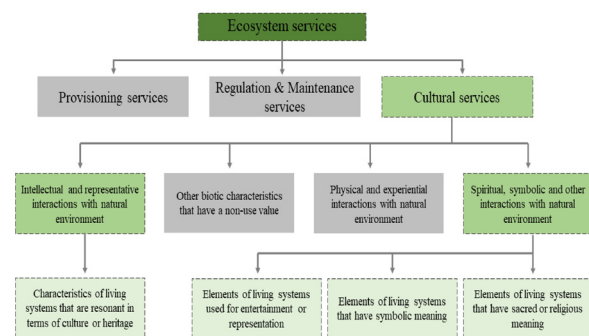 Ecosystem services
Provisioning services
Regulation & Maintenance
services
Cultural services
Intellectual and representative
interactions with natural
environment
Other biotic characteristics
that have a non-use value
Physical and experiential
interactions with natural
environment
Spiritual, symbolic and other
interactions with natural
environment
Characteristics of living
systems that are resonant in
terms of culture or heritage
Elements of living systems
used for entertainment or
representation
Elements of living systems
that have symbolic meaning
Elements of living systems
that have sacred or religious
meaning